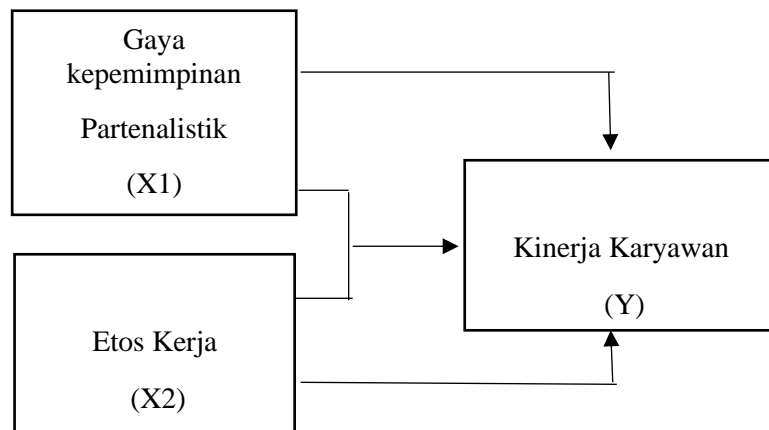 Gaya
kepemimpinan
Partenalistik
(X1)
Kinerja Karyawan
(Y)
Etos Kerja
(X2)